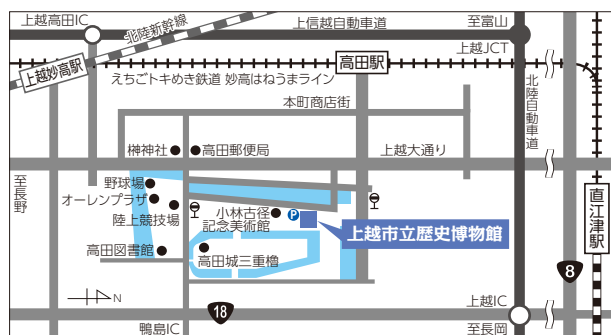 上越高田IC
北陸新幹線
上信越自動車道
至富山
上越JCT
上越妙高駅
高田駅
えちごトキめき鉄道 妙高はねうまライン
本町商店街
北陸自動車道
榊神社
高田郵便局
上越大通り
至長野
野球場
オーレンプラザ
陸上競技場
小林古径
記念美術館
P
上越市立歴史博物館
直江津駅
高田図書館
高田城三重櫓
8
N
18
上越IC
鴨島IC
至長岡